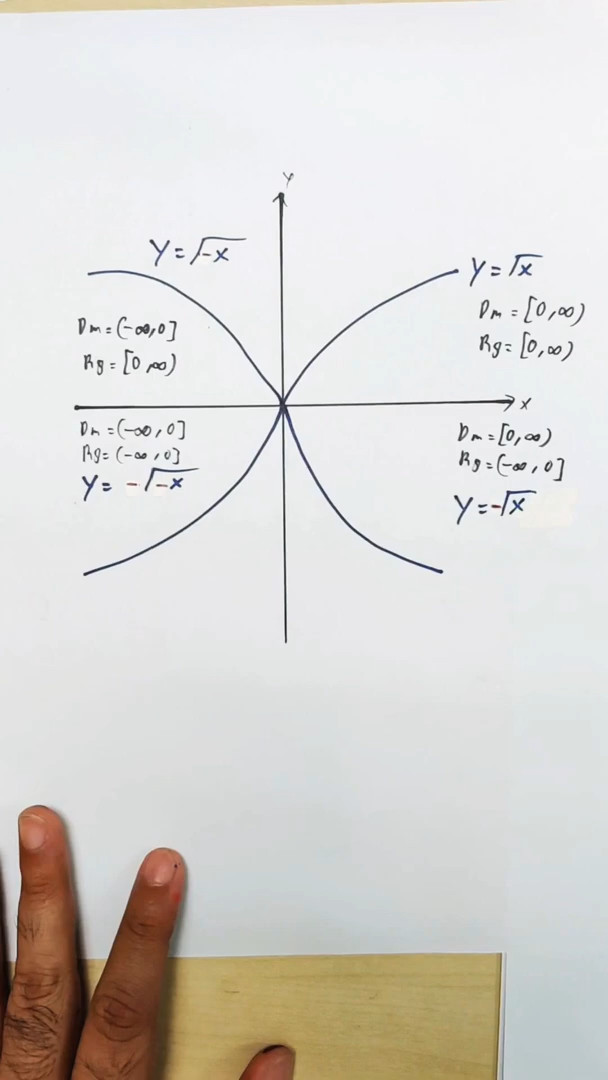 Y
Y = √-x
Y = √x
Dm = [0, ∞)
Rg = [0, ∞)
Dm = (-∞, 0]
Rg = [0, ∞)
X
Dm = (-∞, 0]
Rg = (-∞, 0]
Y = -√-x
Dm = [0, ∞)
Rg = (-∞, 0]
Y = -√x